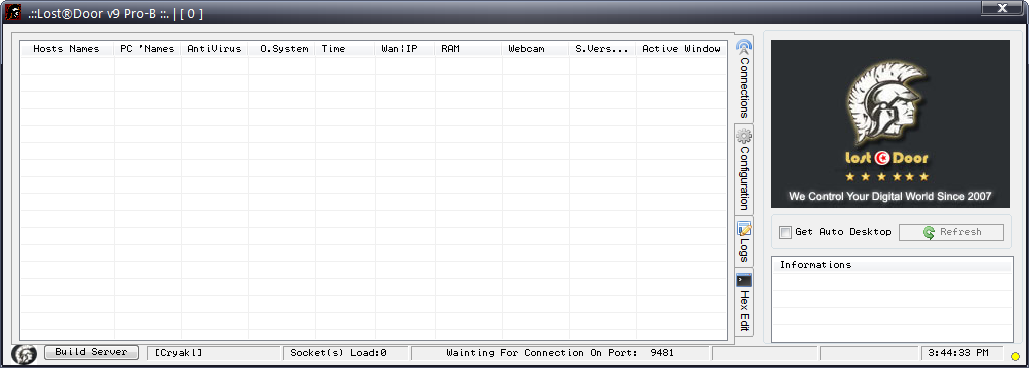 .::Lost®Door v9 Pro-B ::. | [ 0 ]
X
Hosts Names PC 'Names AntiVirus O.System Time Wan¦IP RAM Webcam S.Vers... Active Window
Connections
Configuration
Logs
Hex Edit
Lost Door
We Control Your Digital World Since 2007
Get Auto Desktop Refresh
Informations
Build Server [Cryakl] Socket(s) Load:0 Wainting For Connection On Port: 9481 3:44:33 PM